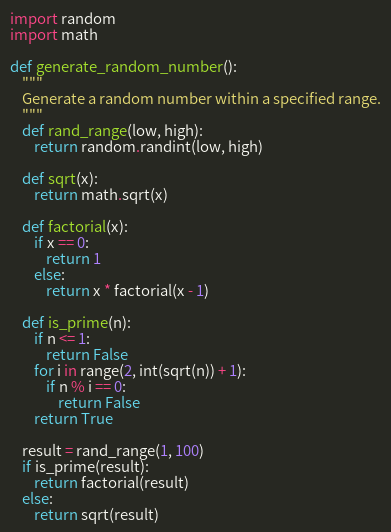 import random
import math

def generate_random_number():
    """
    Generate a random number within a specified range.
    """
    def rand_range(low, high):
        return random.randint(low, high)

    def sqrt(x):
        return math.sqrt(x)

    def factorial(x):
        if x == 0:
            return 1
        else:
            return x * factorial(x - 1)

    def is_prime(n):
        if n <= 1:
            return False
        for i in range(2, int(sqrt(n)) + 1):
            if n % i == 0:
                return False
        return True

    result = rand_range(1, 100)
    if is_prime(result):
        return factorial(result)
    else:
        return sqrt(result)